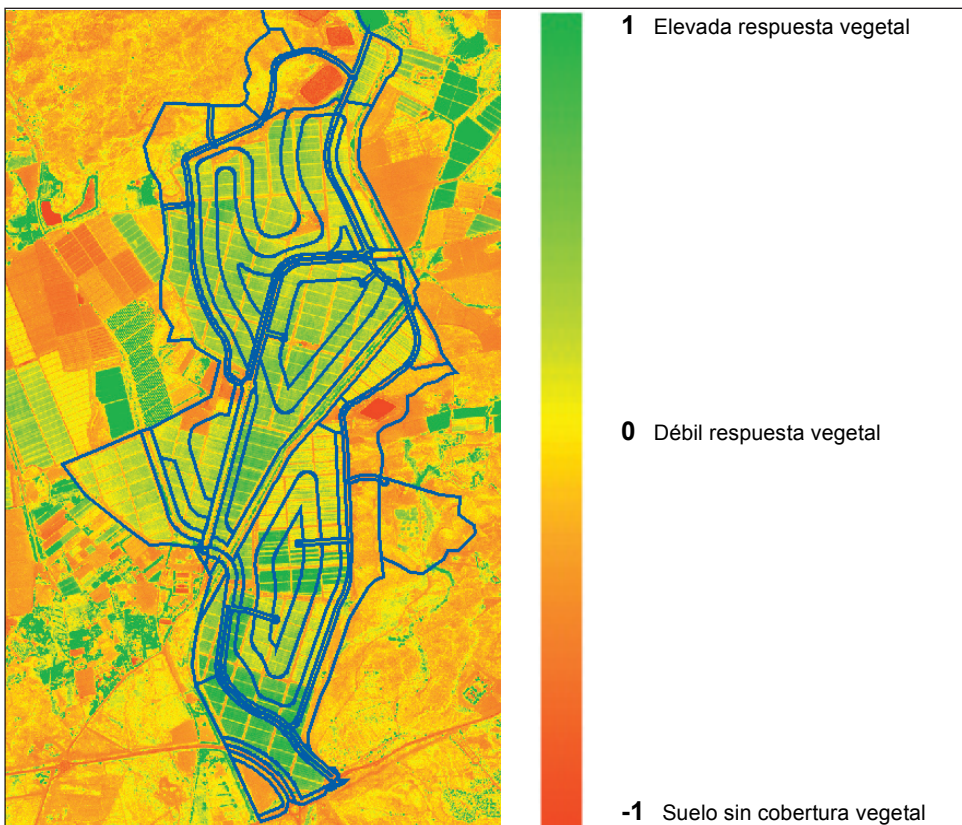 1 Elevada respuesta vegetal
0 Débil respuesta vegetal
-1 Suelo sin cobertura vegetal